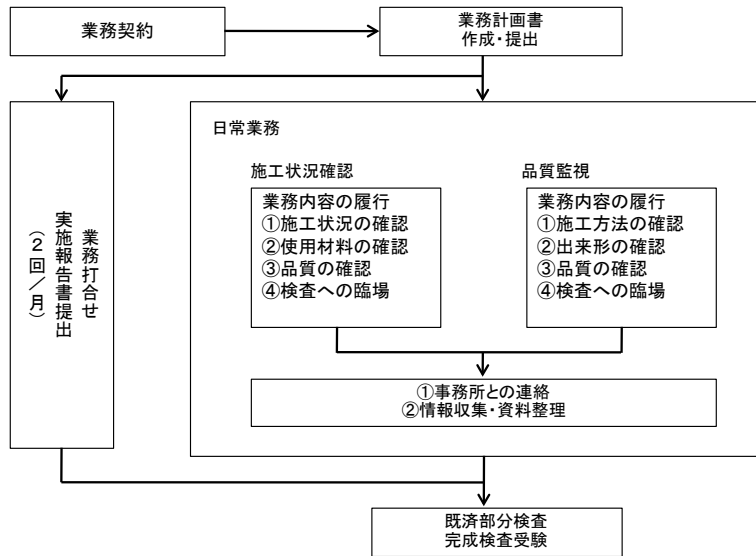 業務契約
業務計画書
作成・提出
業務打合せ
実施報告書提出
（２回／月）
日常業務
施工状況確認
業務内容の履行
①施工状況の確認
②使用材料の確認
③品質の確認
④検査への臨場
品質監視
業務内容の履行
①施工方法の確認
②出来形の確認
③品質の確認
④検査への臨場
①事務所との連絡
②情報収集・資料整理
既済部分検査
完成検査受験